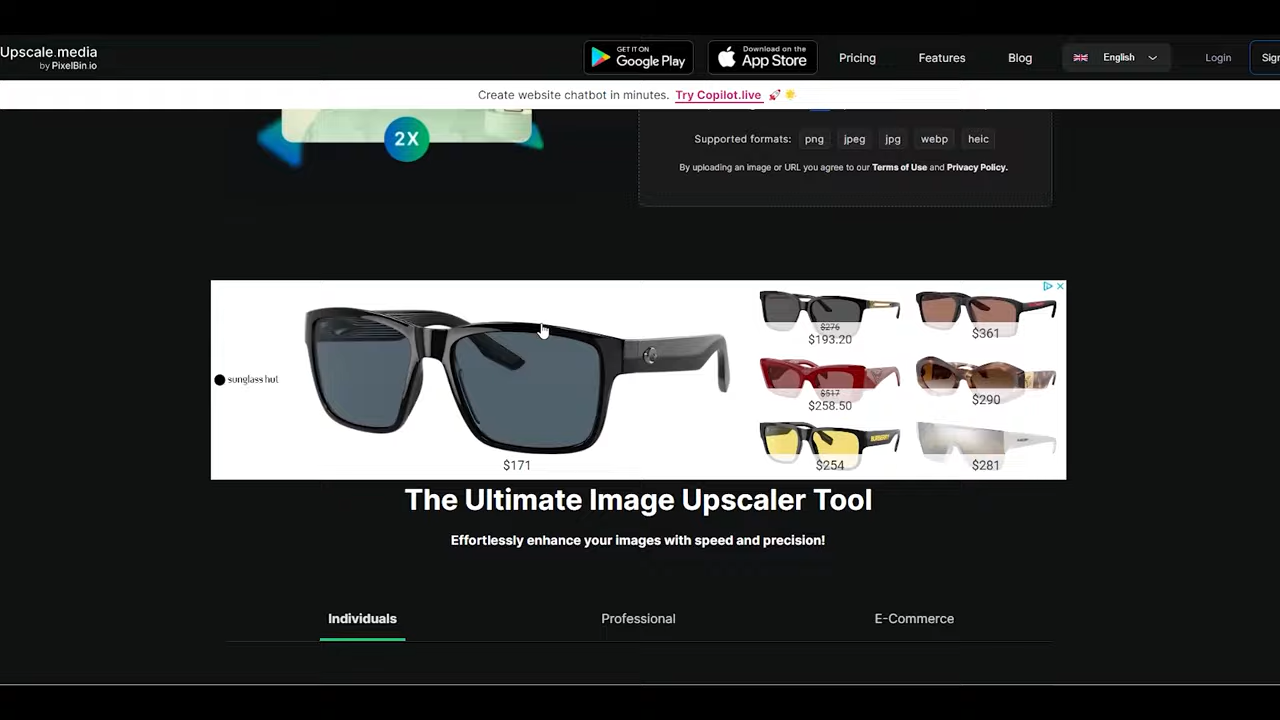 Upscale.media
by PixelBin.io
GET IT ON
Google Play
Download on the
App Store
Pricing
Features
Blog
English
Login
Sign
Create website chatbot in minutes. Try Copilot.live
2X
Supported formats: png jpeg jpg webp heic
By uploading an image or URL you agree to our Terms of Use and Privacy Policy.
sunglass hut
$171
$276
$193.20
$361
$517
$258.50
$290
BURBERRY
$254
$281
The Ultimate Image Upscaler Tool
Effortlessly enhance your images with speed and precision!
Individuals
Professional
E-Commerce